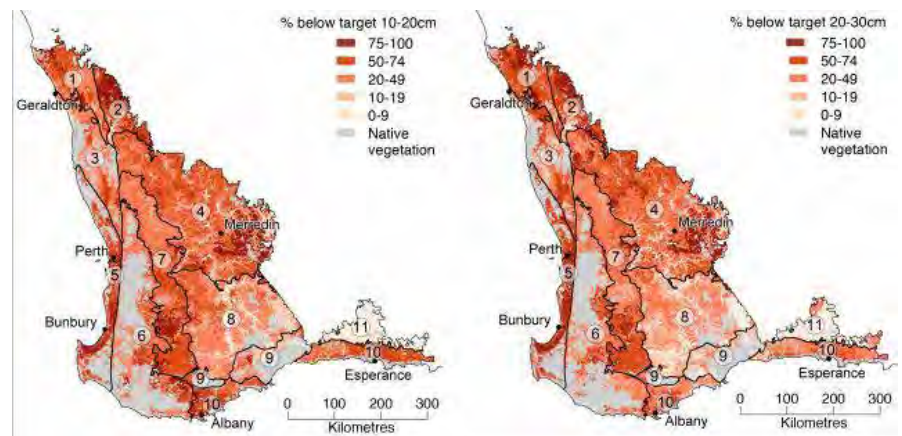 % below target 10-20cm
75-100
50-74
20-49
10-19
0-9
Native
vegetation
1
Geraldton
2
3
4
Merredin
Perth
5
7
Bunbury
6
8
11
9
10
Esperance
9
10
Albany
0 100 200 300
Kilometres
% below target 20-30cm
75-100
50-74
20-49
10-19
0-9
Native
vegetation
1
Geraldton
2
3
4
Merredin
Perth
5
7
Bunbury
6
8
11
9
10
Esperance
9
10
Albany
0 100 200 300
Kilometres